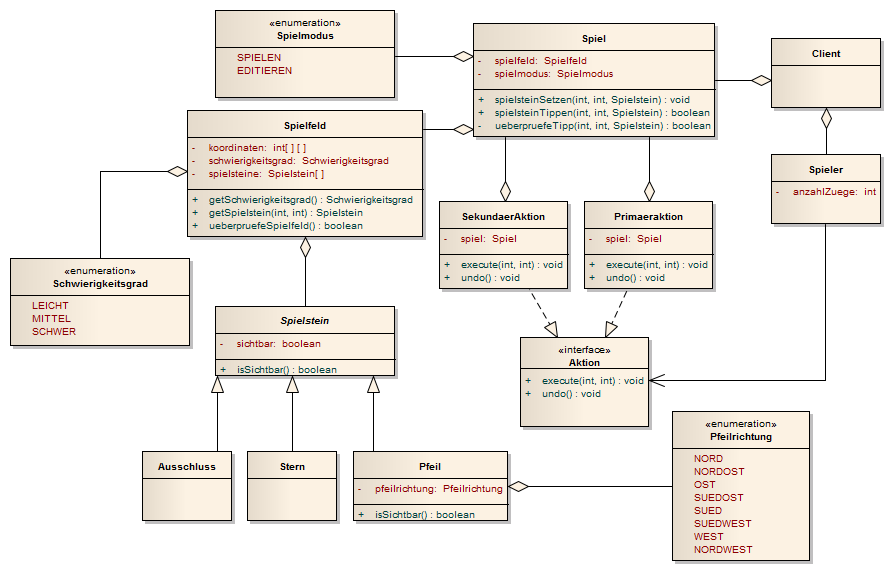 «enumeration»
Spielmodus
SPIELEN
EDITIEREN
Spiel
- spielfeld: Spielfeld
- spielmodus: Spielmodus
+ spielsteinSetzen(int, int, Spielstein) : void
+ spielsteinTippen(int, int, Spielstein) : boolean
- ueberpruefeTipp(int, int, Spielstein) : boolean
Client
Spielfeld
- koordinaten: int[ ] [ ]
- schwierigkeitsgrad: Schwierigkeitsgrad
- spielsteine: Spielstein[ ]
+ getSchwierigkeitsgrad() : Schwierigkeitsgrad
+ getSpielstein(int, int) : Spielstein
+ ueberpruefeSpielfeld() : boolean
Spieler
- anzahlZuege: int
SekundaerAktion
- spiel: Spiel
+ execute(int, int) : void
+ undo() : void
Primaeraktion
- spiel: Spiel
+ execute(int, int) : void
+ undo() : void
«enumeration»
Schwierigkeitsgrad
LEICHT
MITTEL
SCHWER
Spielstein
- sichtbar: boolean
+ isSichtbar() : boolean
«interface»
Aktion
+ execute(int, int) : void
+ undo() : void
Ausschluss
Stern
Pfeil
- pfeilrichtung: Pfeilrichtung
+ isSichtbar() : boolean
«enumeration»
Pfeilrichtung
NORD
NORDOST
OST
SUEDOST
SUED
SUEDWEST
WEST
NORDWEST